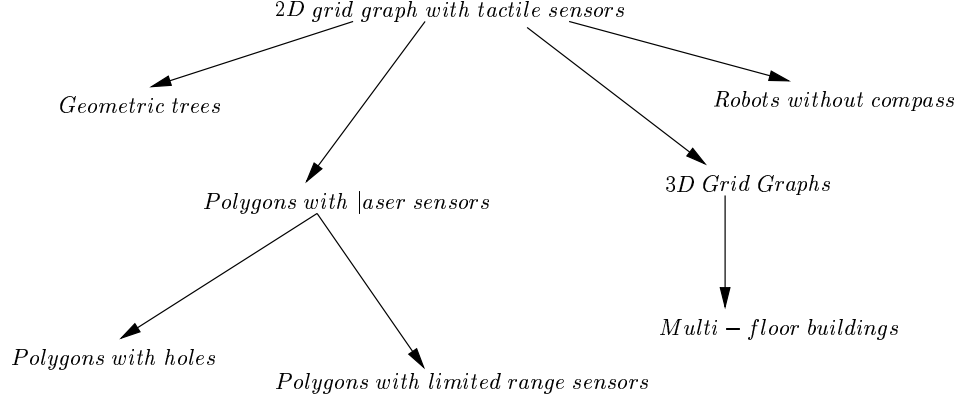 2D grid graph with tactile sensors
Geometric trees
Robots without compass
3D Grid Graphs
Polygons with laser sensors
Multi − floor buildings
Polygons with holes
Polygons with limited range sensors